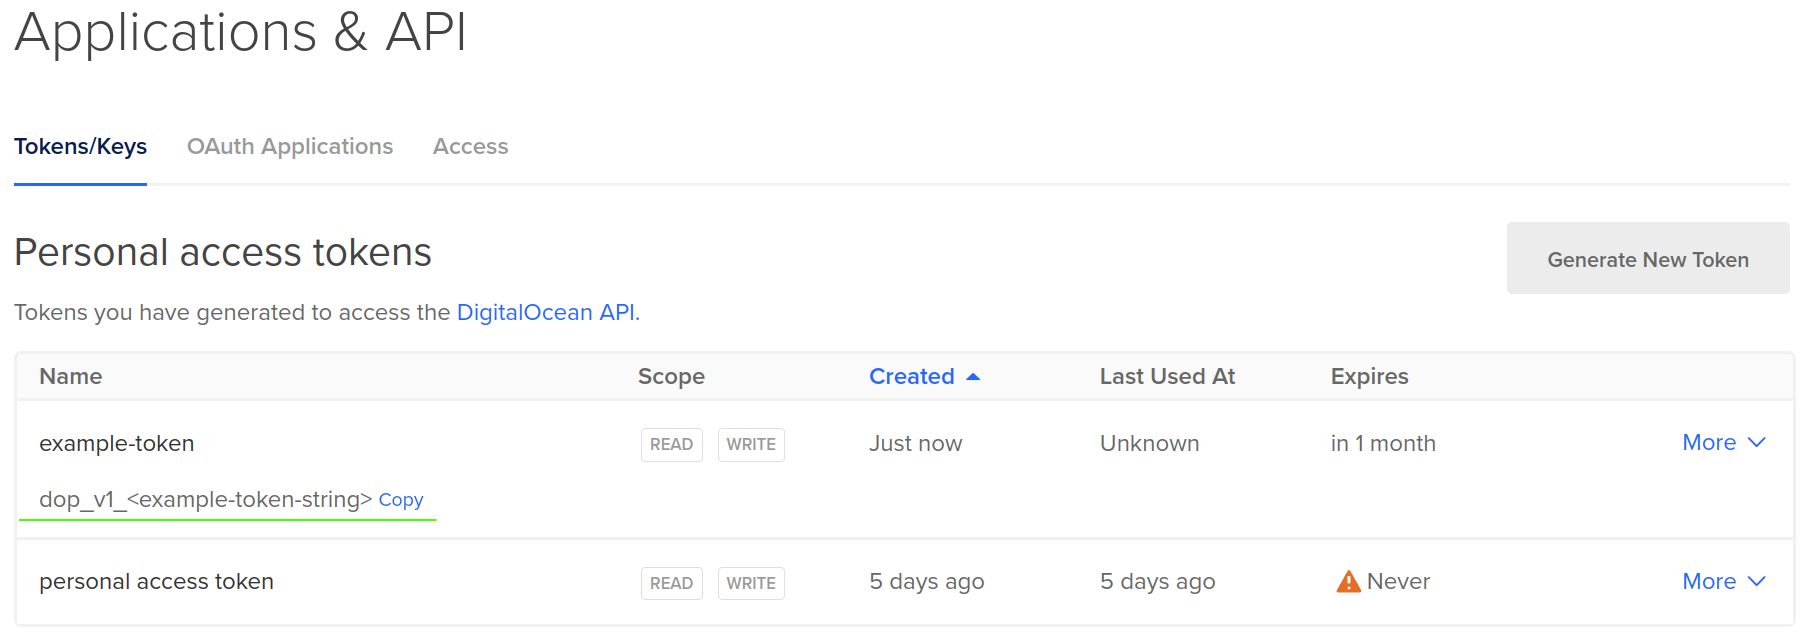 Applications & API
Tokens/Keys OAuth Applications Access
Personal access tokens
Generate New Token
Tokens you have generated to access the DigitalOcean API.
Name Scope Created Last Used At Expires
example-token READ WRITE Just now Unknown in 1 month More
dop_v1_<example-token-string> Copy
personal access token READ WRITE 5 days ago 5 days ago Never More